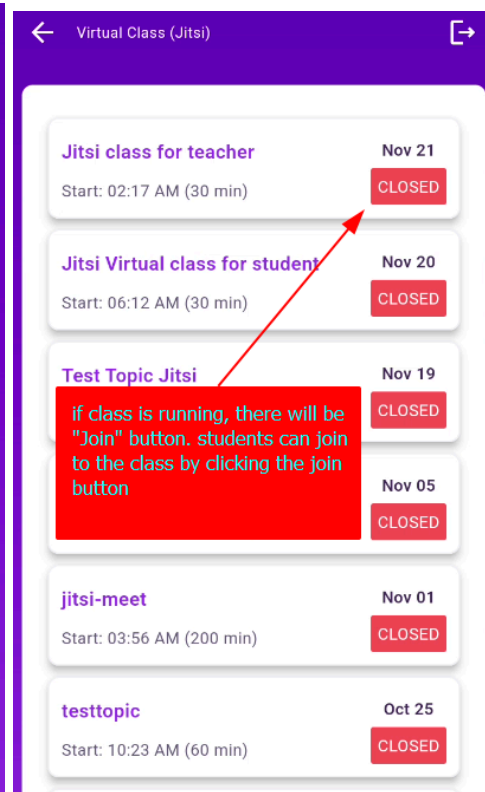 Virtual Class (Jitsi)
Jitsi class for teacher
Nov 21
Start: 02:17 AM (30 min)
CLOSED
Jitsi Virtual class for student
Nov 20
Start: 06:12 AM (30 min)
CLOSED
Test Topic Jitsi
Nov 19
CLOSED
if class is running, there will be
"Join" button. students can join
to the class by clicking the join
button
Nov 05
CLOSED
jitsi-meet
Nov 01
Start: 03:56 AM (200 min)
CLOSED
testtopic
Oct 25
Start: 10:23 AM (60 min)
CLOSED